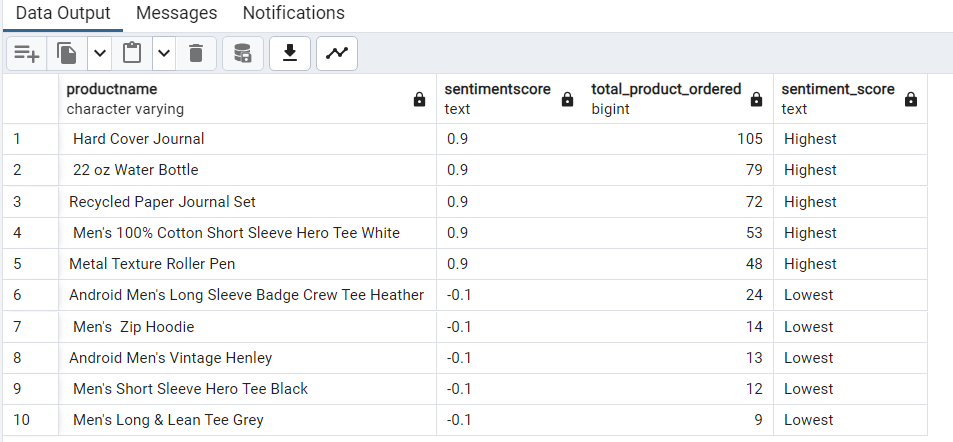 Data Output Messages Notifications
productname sentimentscore total_product_ordered sentiment_score
character varying text bigint text
1 Hard Cover Journal 0.9 105 Highest
2 22 oz Water Bottle 0.9 79 Highest
3 Recycled Paper Journal Set 0.9 72 Highest
4 Men's 100% Cotton Short Sleeve Hero Tee White 0.9 53 Highest
5 Metal Texture Roller Pen 0.9 48 Highest
6 Android Men's Long Sleeve Badge Crew Tee Heather -0.1 24 Lowest
7 Men's  Zip Hoodie -0.1 14 Lowest
8 Android Men's Vintage Henley -0.1 13 Lowest
9 Men's Short Sleeve Hero Tee Black -0.1 12 Lowest
10 Men's Long & Lean Tee Grey -0.1 9 Lowest